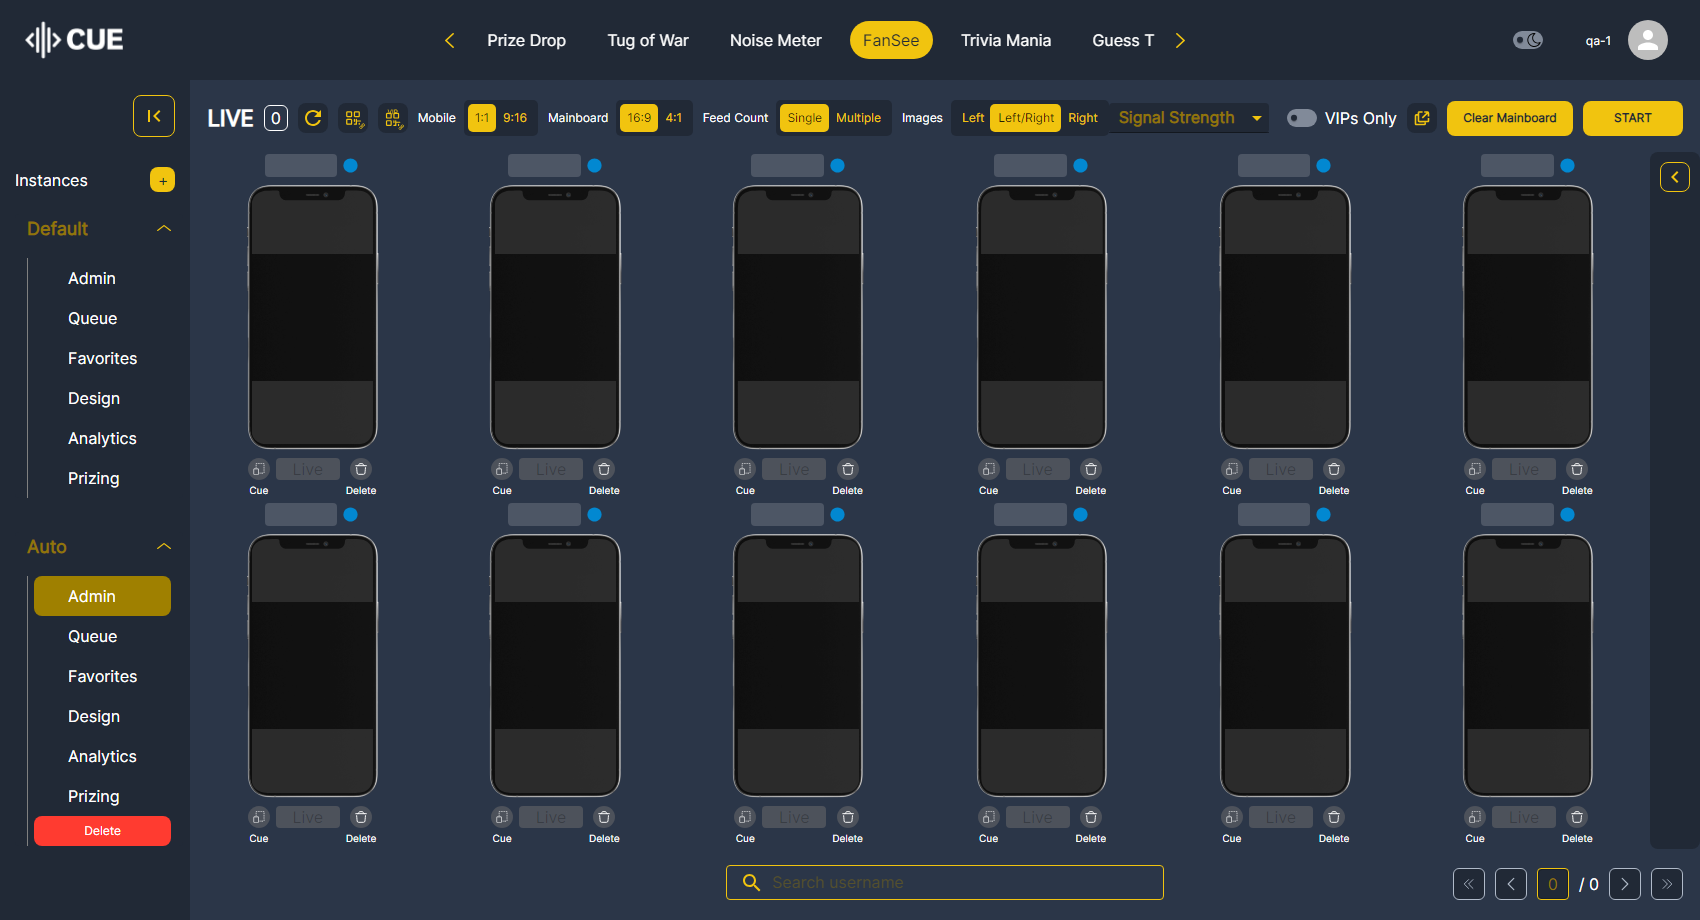 CUE
Prize Drop
Tug of War
Noise Meter
FanSee
Trivia Mania
Guess T
qa-1
LIVE 0
Mobile 1:1 9:16
Mainboard 16:9 4:1
Feed Count Single Multiple
Images Left Left/Right Right
Signal Strength
VIPs Only
Clear Mainboard
START
Instances +
Default
Admin
Queue
Favorites
Design
Analytics
Prizing
Auto
Admin
Queue
Favorites
Design
Analytics
Prizing
Delete
Live Live Live Live Live Live
Cue Delete Cue Delete Cue Delete Cue Delete Cue Delete Cue Delete
Live Live Live Live Live Live
Cue Delete Cue Delete Cue Delete Cue Delete Cue Delete Cue Delete
Search username
0 / 0